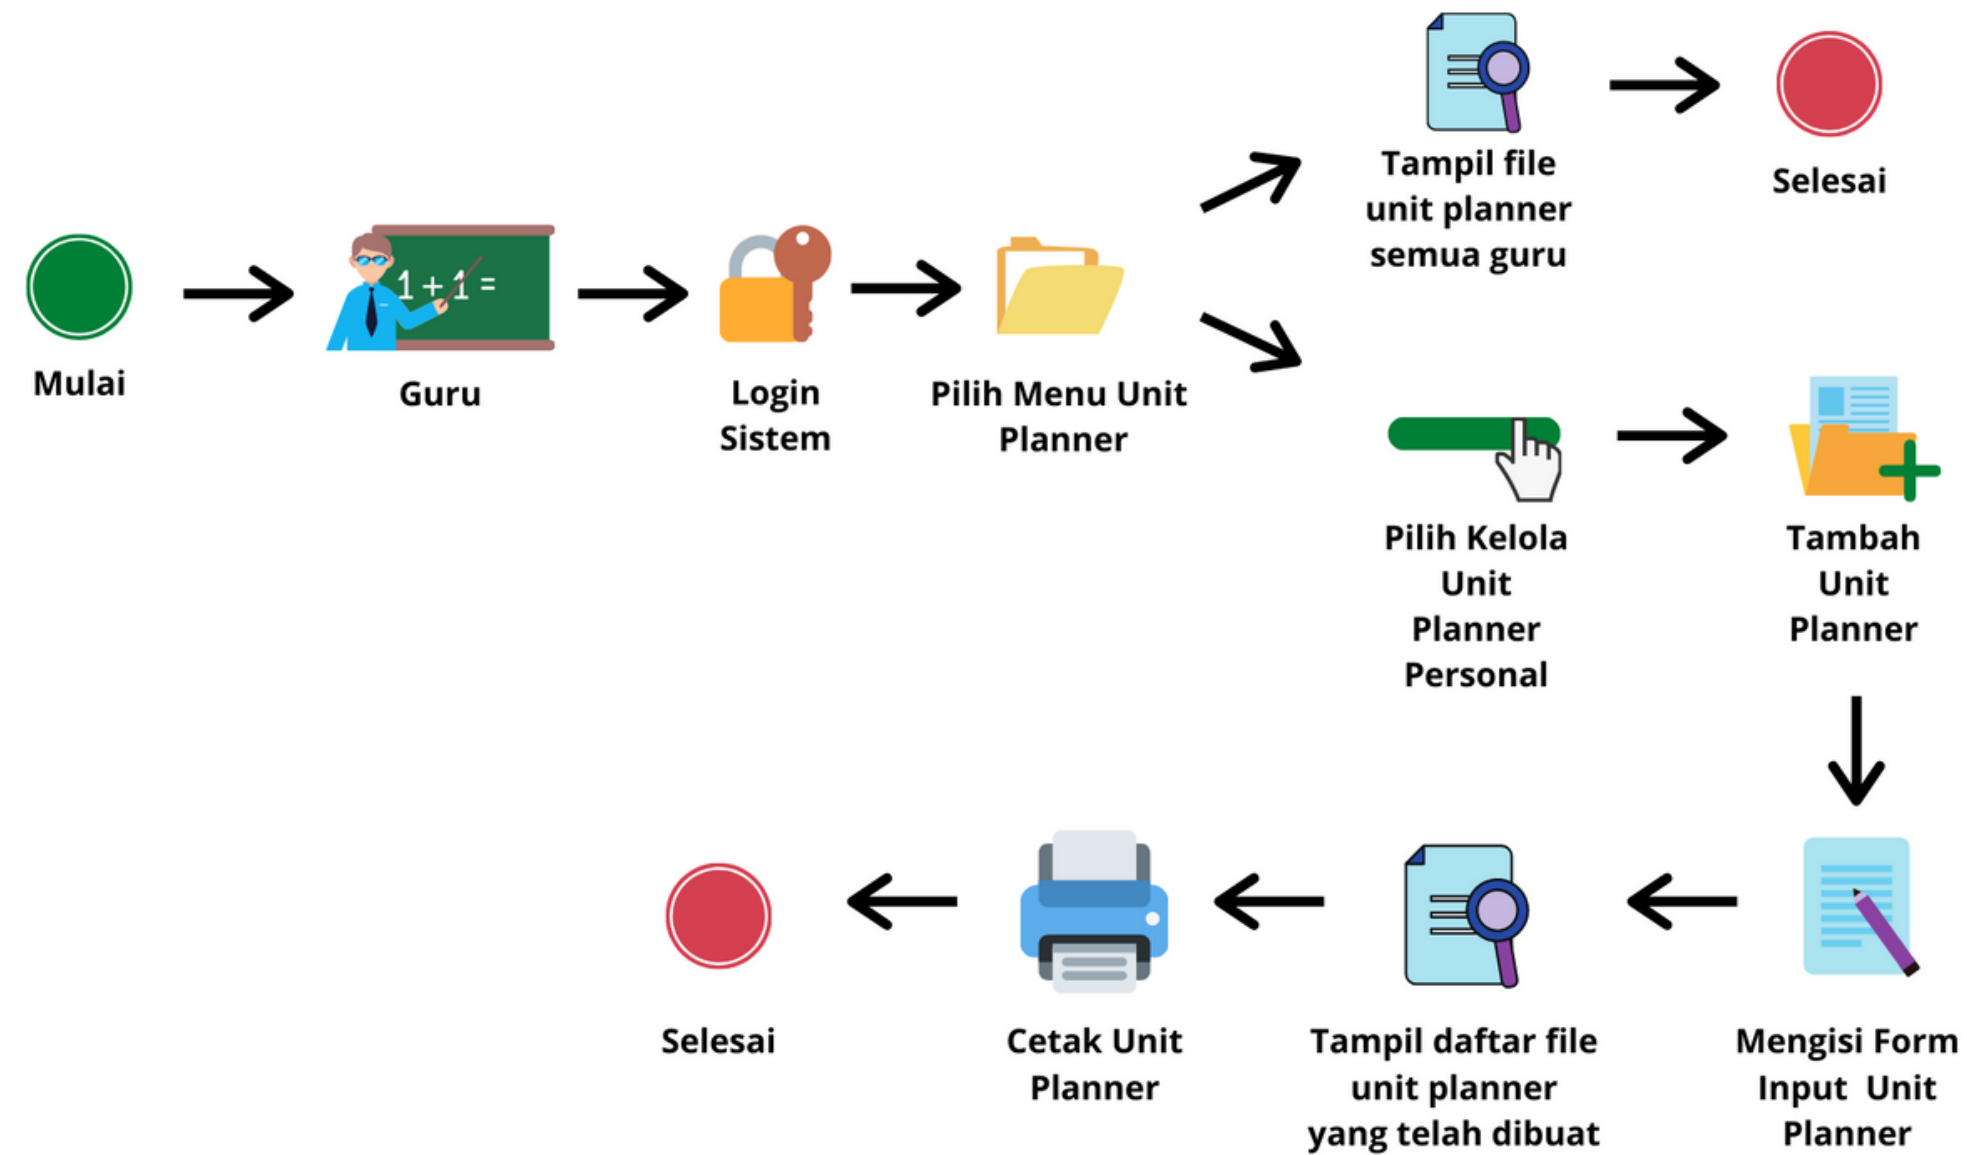 Mulai
1 + 1 =
Guru
Login
Sistem
Pilih Menu Unit
Planner
Tampil file
unit planner
semua guru
Selesai
Pilih Kelola
Unit
Planner
Personal
Tambah
Unit
Planner
Mengisi Form
Input Unit
Planner
Tampil daftar file
unit planner
yang telah dibuat
Cetak Unit
Planner
Selesai